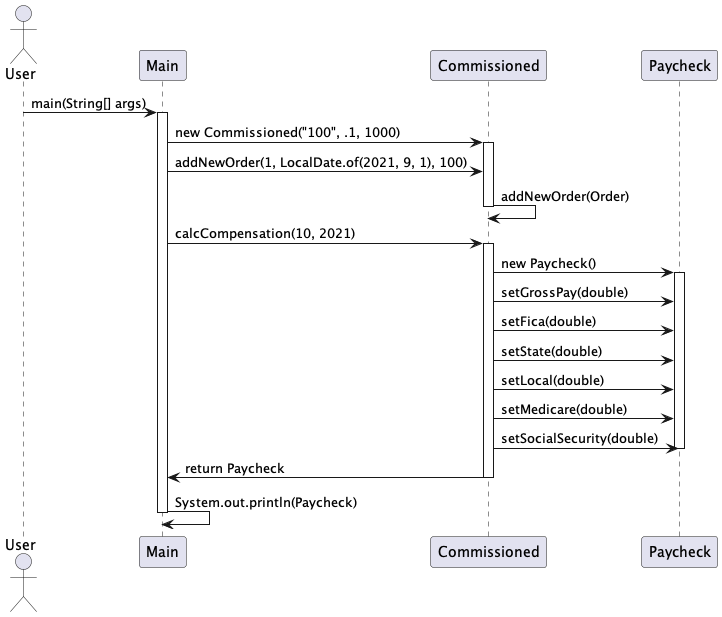 User
Main
Commissioned
Paycheck
main(String[] args)
new Commissioned("100", .1, 1000)
addNewOrder(1, LocalDate.of(2021, 9, 1), 100)
addNewOrder(Order)
calcCompensation(10, 2021)
new Paycheck()
setGrossPay(double)
setFica(double)
setState(double)
setLocal(double)
setMedicare(double)
setSocialSecurity(double)
return Paycheck
System.out.println(Paycheck)
User
Main
Commissioned
Paycheck